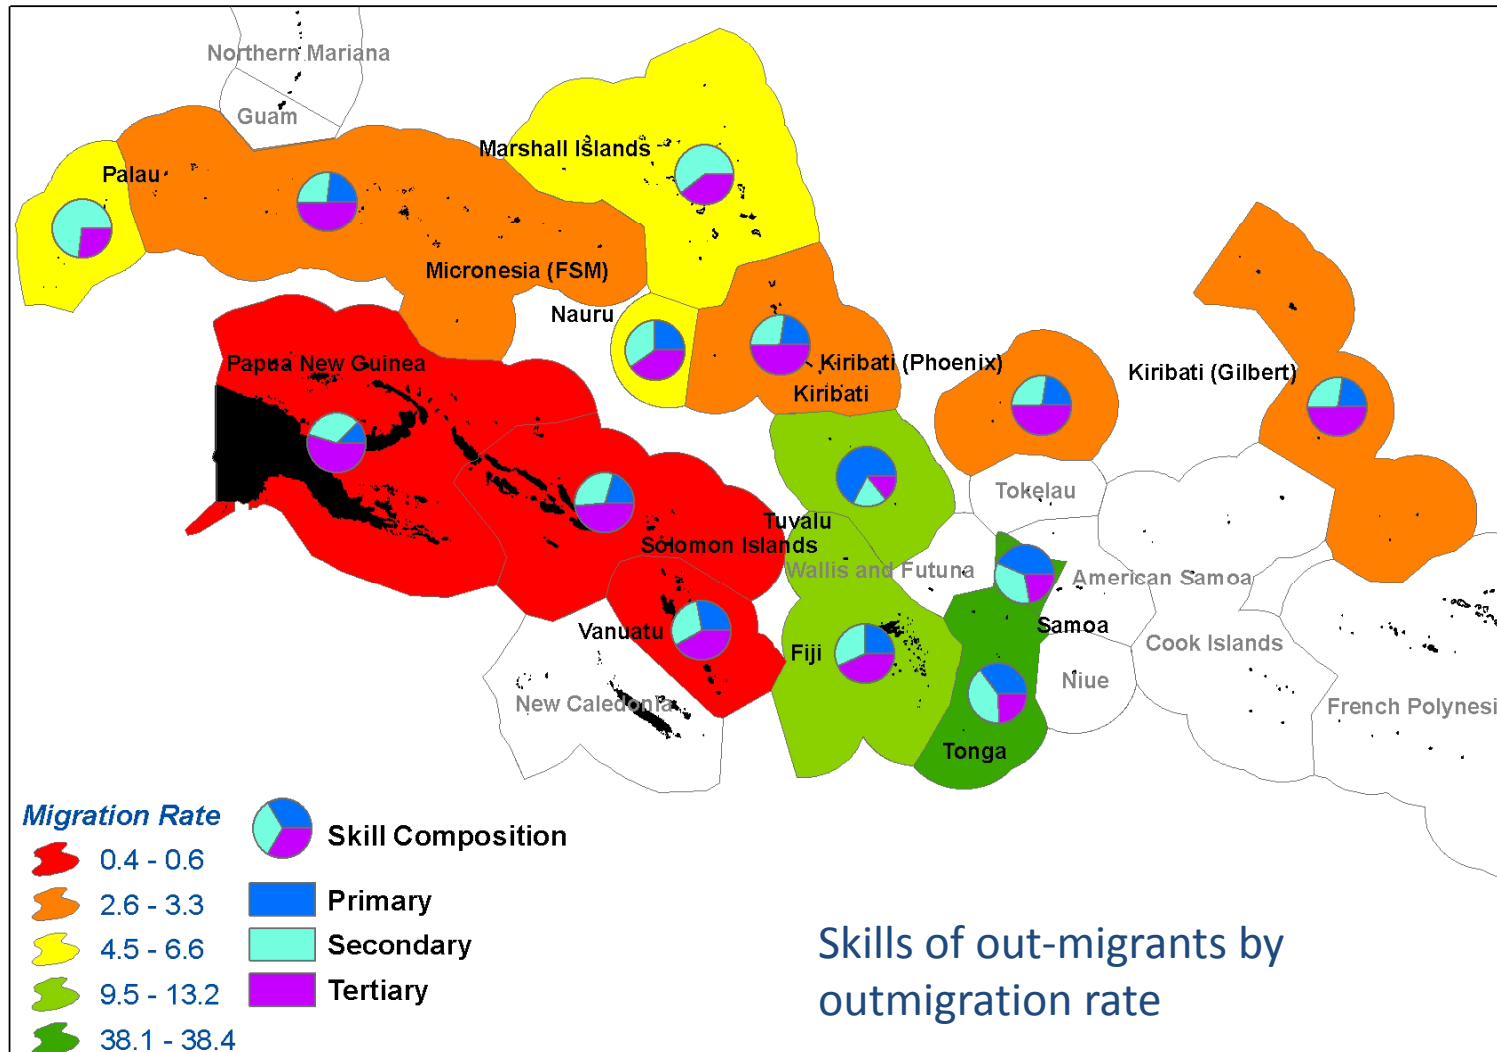 Northern Mariana
Guam
Marshall Islands
Palau
Micronesia (FSM)
Nauru
Papua New Guinea
Kiribati (Phoenix)
Kiribati (Gilbert)
Kiribati
Tokelau
Tuvalu
Solomon Islands
Wallis and Futuna
American Samoa
Samoa
Vanuatu
Fiji
Cook Islands
Niue
New Caledonia
French Polynesi
Tonga
Migration Rate
0.4 - 0.6
2.6 - 3.3
4.5 - 6.6
9.5 - 13.2
38.1 - 38.4
Skill Composition
Primary
Secondary
Tertiary
Skills of out-migrants by
outmigration rate